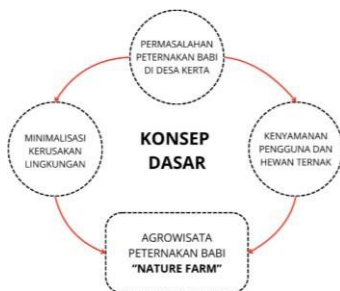 PERMASALAHAN
PETERNAKAN BABI
DI DESA KERTA
MINIMALISASI
KERUSAKAN
LINGKUNGAN
KONSEP
DASAR
KENYAMANAN
PENGGUNA DAN
HEWAN TERNAK
AGROWISATA
PETERNAKAN BABI
“NATURE FARM”